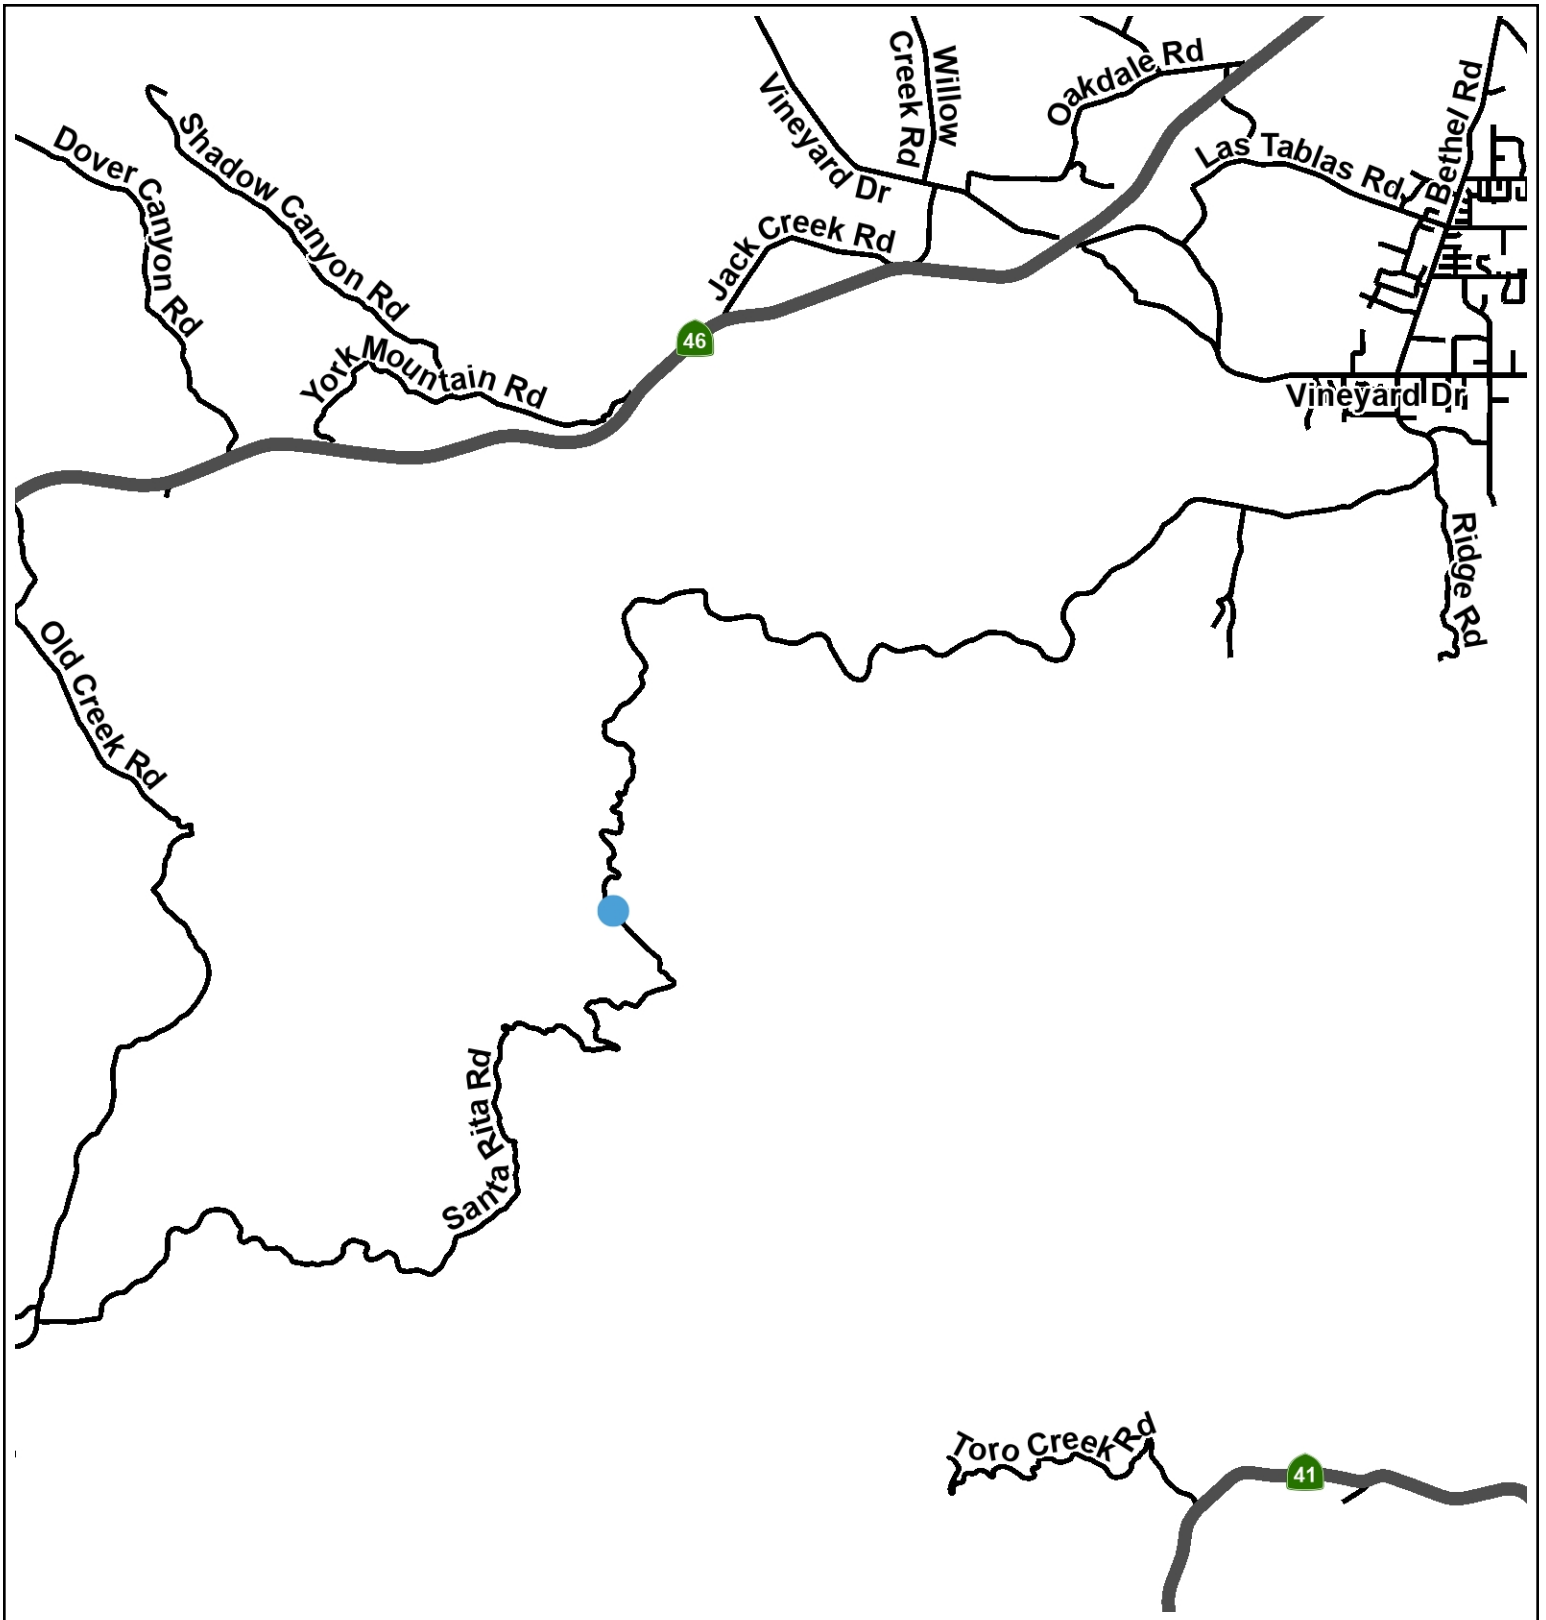 Willow
Creek Rd
Oakdale Rd
Vineyard Dr
Bethel Rd
Dover Canyon Rd
Shadow Canyon Rd
Las Tablas Rd
Jack Creek Rd
46
York Mountain Rd
Vineyard Dr
Ridge Rd
Old Creek Rd
Santa Rita Rd
Toro Creek Rd
41